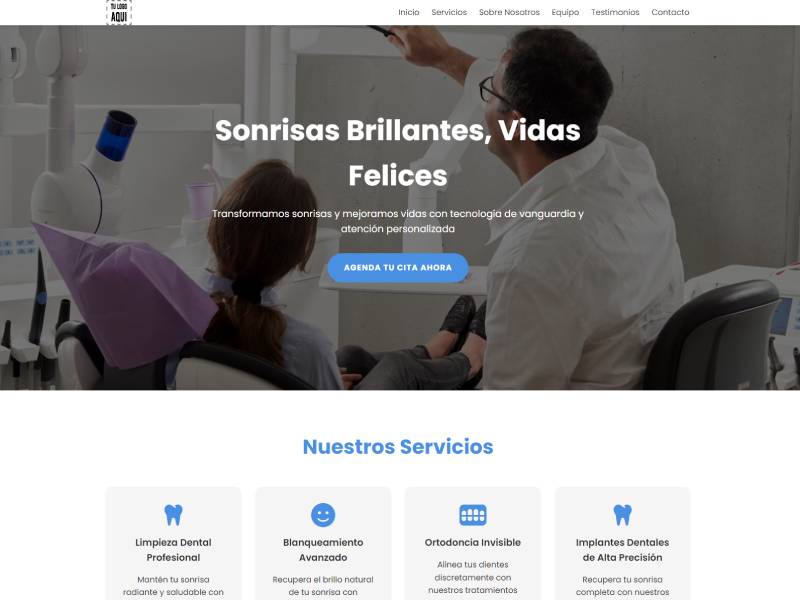 TU LOGO
AQUI
Inicio Servicios Sobre Nosotros Equipo Testimonios Contacto
Sonrisas Brillantes, Vidas
Felices
Transformamos sonrisas y mejoramos vidas con tecnología de vanguardia y
atención personalizada
AGENDA TU CITA AHORA
Nuestros Servicios
Limpieza Dental
Profesional
Mantén tu sonrisa
radiante y saludable con
Blanqueamiento
Avanzado
Recupera el brillo natural
de tu sonrisa con
Ortodoncia Invisible
Alinea tus dientes
discretamente con
nuestros tratamientos
Implantes Dentales
de Alta Precisión
Recupera tu sonrisa
completa con nuestros